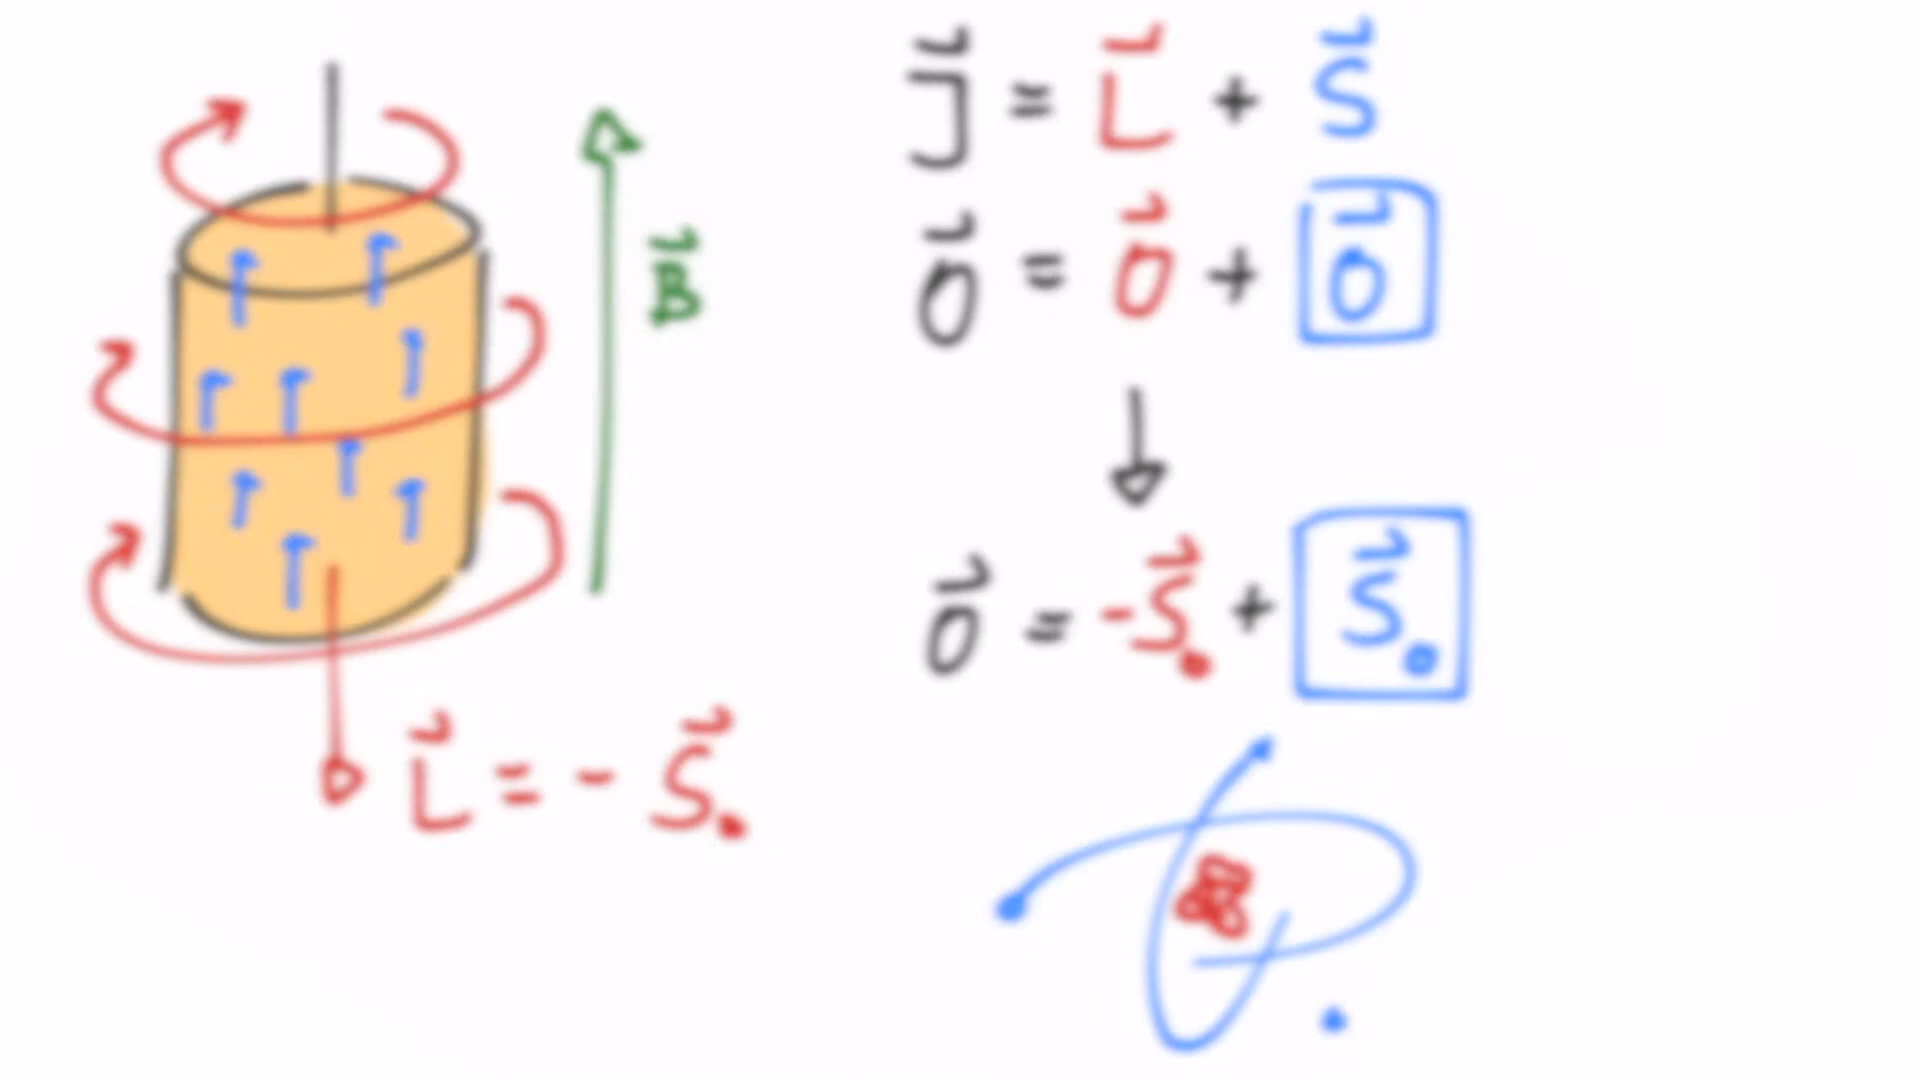 J⃗ = L⃗ + S⃗
0⃗ = 0⃗ + 0⃗
B⃗
0⃗ = -S⃗. + S⃗.
L⃗ = - S⃗.